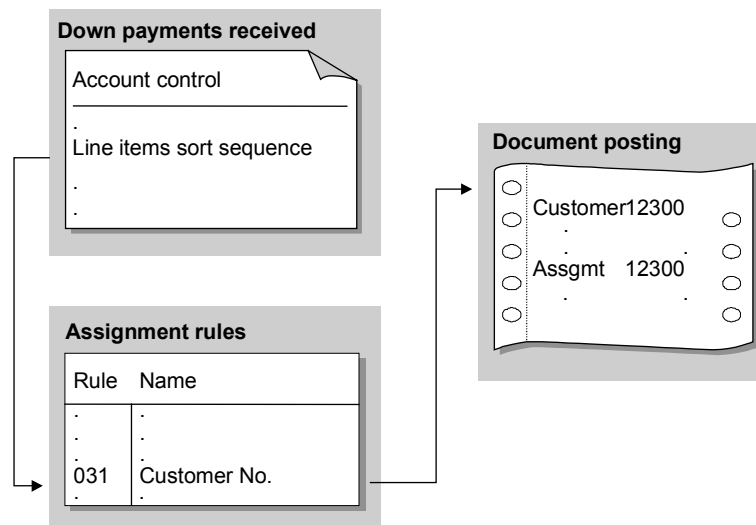 Down payments received
Account control
.
Line items sort sequence
.
.
Assignment rules
Rule Name
. .
. .
. .
031 Customer No.
. .
Document posting
Customer12300
.
. .
Assgmt 12300
. .